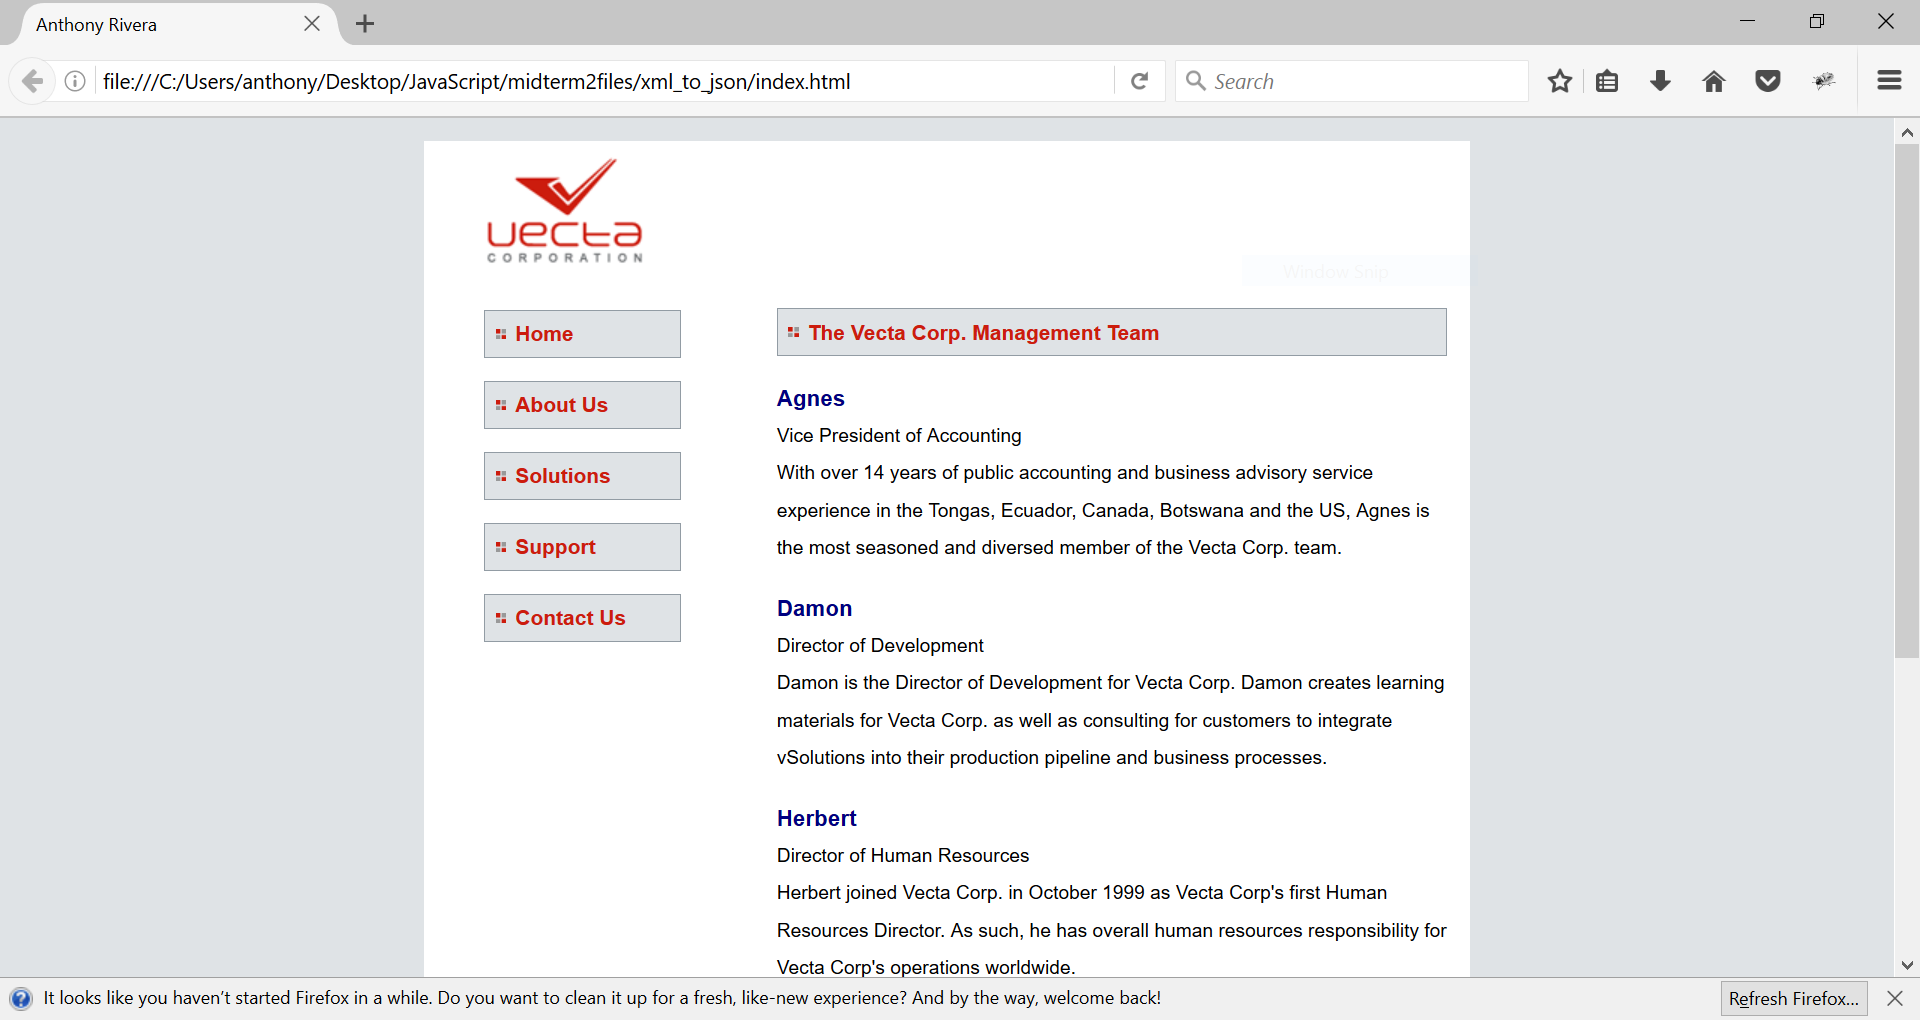 Anthony Rivera
file:///C:/Users/anthony/Desktop/JavaScript/midterm2files/xml_to_json/index.html
Search
vecta
CORPORATION
Window Snip
Home
About Us
Solutions
Support
Contact Us
The Vecta Corp. Management Team
Agnes
Vice President of Accounting
With over 14 years of public accounting and business advisory service
experience in the Tongas, Ecuador, Canada, Botswana and the US, Agnes is
the most seasoned and diversed member of the Vecta Corp. team.
Damon
Director of Development
Damon is the Director of Development for Vecta Corp. Damon creates learning
materials for Vecta Corp. as well as consulting for customers to integrate
vSolutions into their production pipeline and business processes.
Herbert
Director of Human Resources
Herbert joined Vecta Corp. in October 1999 as Vecta Corp's first Human
Resources Director. As such, he has overall human resources responsibility for
Vecta Corp's operations worldwide.
It looks like you haven't started Firefox in a while. Do you want to clean it up for a fresh, like-new experience? And by the way, welcome back!
Refresh Firefox...